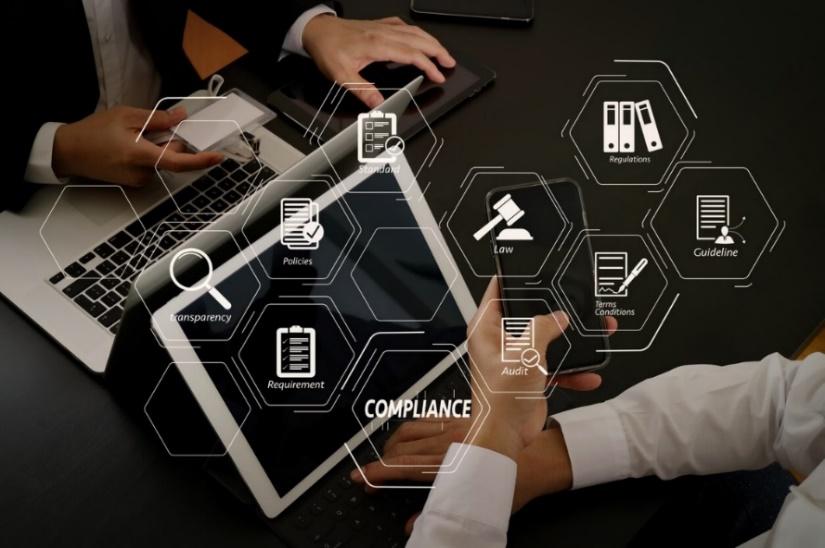 Standard
Regulations
Law
Guideline
Policies
transparency
Terms
Conditions
Audit
Requirement
COMPLIANCE